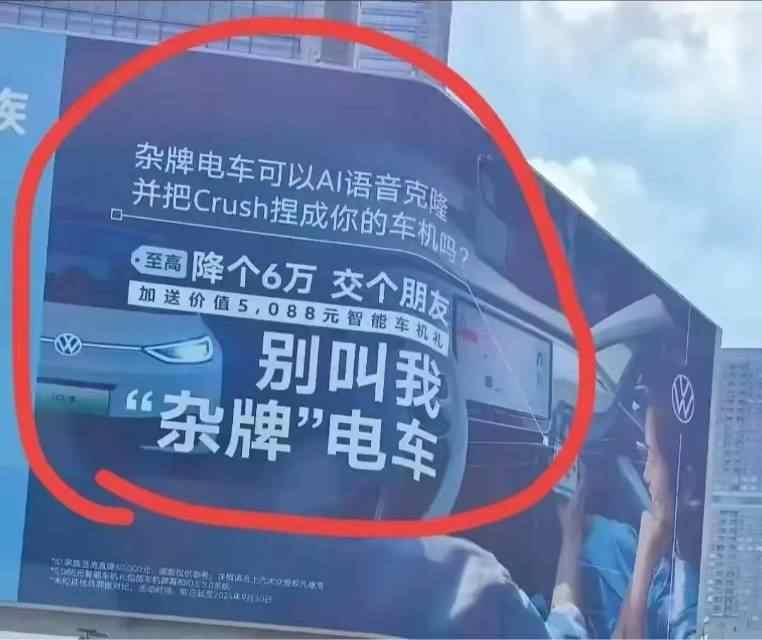 族
杂牌电车可以AI语音克隆
并把Crush捏成你的车机吗?
至高 降个6万 交个朋友
加送价值5,088元智能车机礼
别叫我
“杂牌”电车